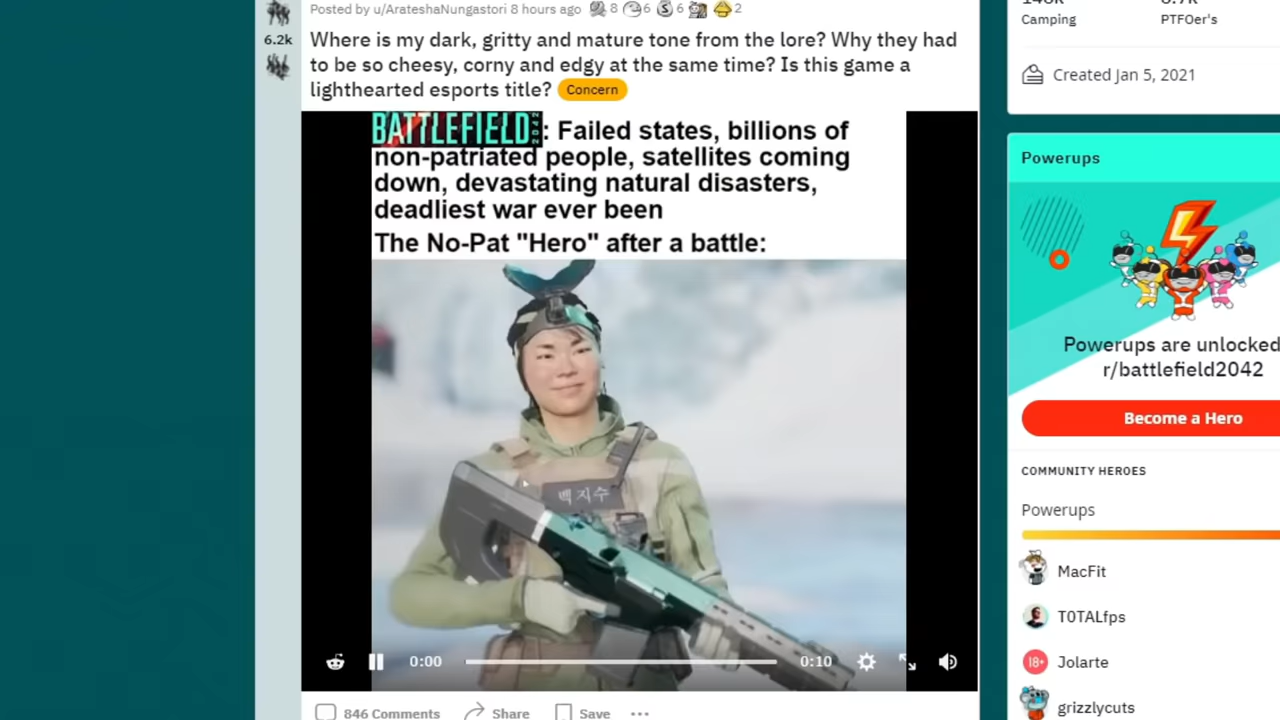 Posted by u/ArateshaNungastori 8 hours ago 8 6 6 2
6.2k
Where is my dark, gritty and mature tone from the lore? Why they had
to be so cheesy, corny and edgy at the same time? Is this game a
lighthearted esports title? Concern
BATTLEFIELD 2042 : Failed states, billions of
non-patriated people, satellites coming
down, devastating natural disasters,
deadliest war ever been
The No-Pat "Hero" after a battle:
백지수
0:00 0:10
846 Comments Share Save ...
Camping PTFOer's
Created Jan 5, 2021
Powerups
Powerups are unlocked
r/battlefield2042
Become a Hero
COMMUNITY HEROES
Powerups
MacFit
T0TALfps
18+ Jolarte
grizzlycuts